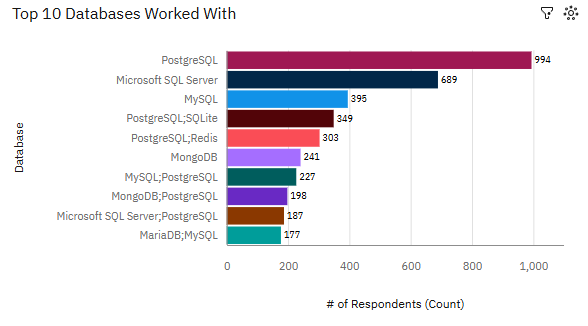 Top 10 Databases Worked With
PostgreSQL 994
Microsoft SQL Server 689
MySQL 395
PostgreSQL;SQLite 349
PostgreSQL;Redis 303
MongoDB 241
MySQL;PostgreSQL 227
MongoDB;PostgreSQL 198
Microsoft SQL Server;PostgreSQL 187
MariaDB;MySQL 177
Database
0 200 400 600 800 1,000
# of Respondents (Count)